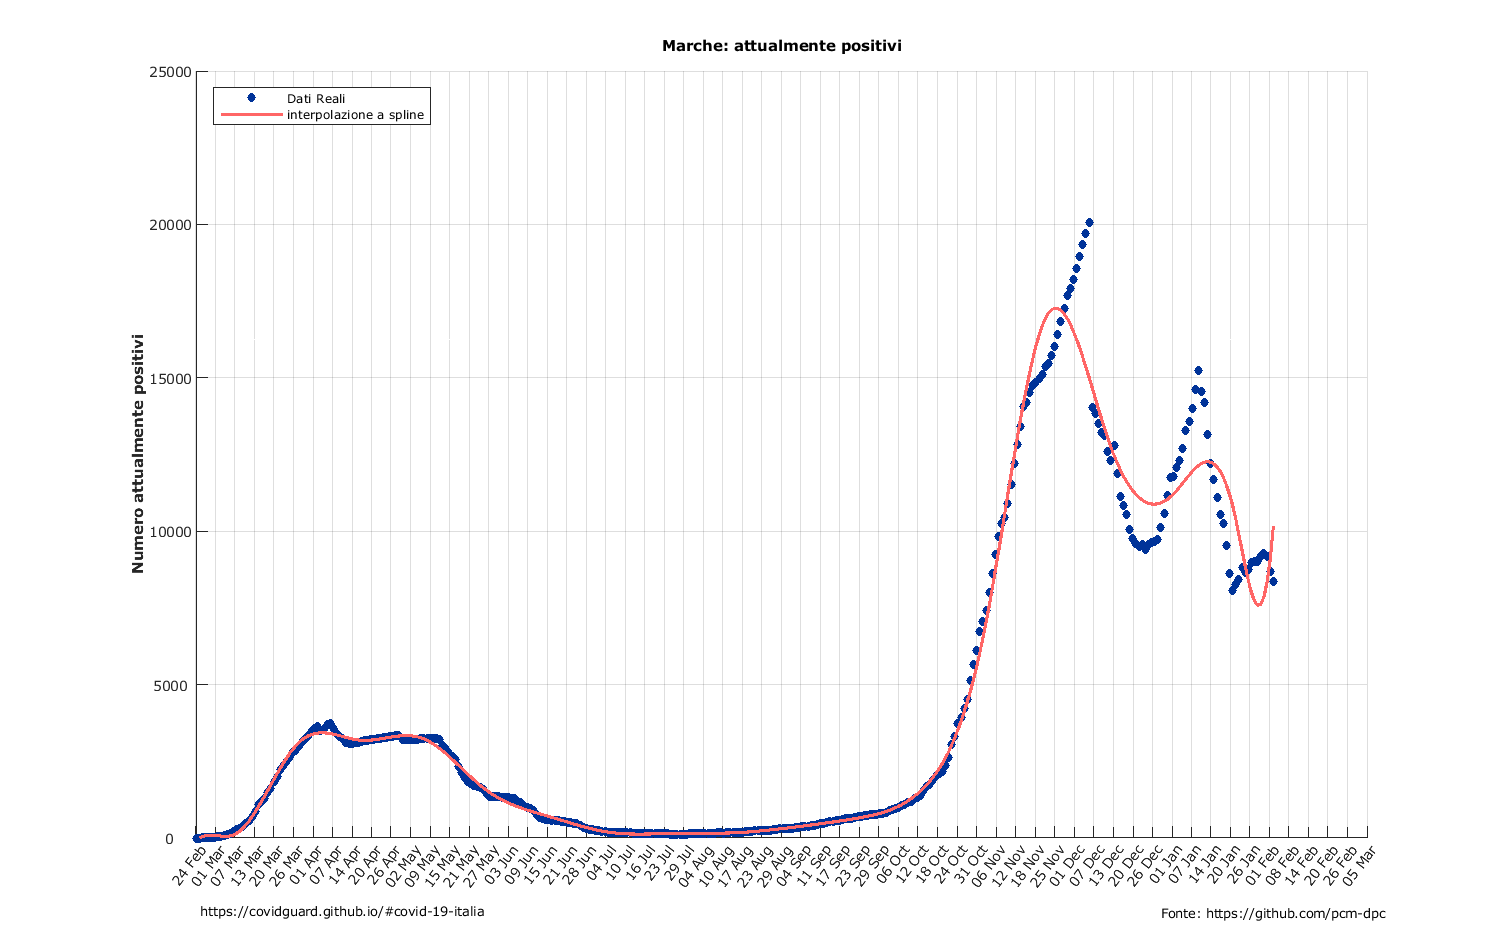 Marche: attualmente positivi
25000
20000
15000
10000
5000
0
Numero attualmente positivi
Dati Reali
interpolazione a spline
24 Feb
01 Mar
07 Mar
13 Mar
20 Mar
26 Mar
01 Apr
07 Apr
14 Apr
20 Apr
26 Apr
02 May
09 May
15 May
21 May
27 May
03 Jun
09 Jun
15 Jun
21 Jun
28 Jun
04 Jul
10 Jul
16 Jul
23 Jul
29 Jul
04 Aug
10 Aug
17 Aug
23 Aug
29 Aug
04 Sep
11 Sep
17 Sep
23 Sep
29 Sep
06 Oct
12 Oct
18 Oct
24 Oct
31 Oct
06 Nov
12 Nov
18 Nov
25 Nov
01 Dec
07 Dec
13 Dec
20 Dec
26 Dec
01 Jan
07 Jan
14 Jan
20 Jan
26 Jan
01 Feb
08 Feb
14 Feb
20 Feb
26 Feb
05 Mar
https://covidguard.github.io/#covid-19-italia
Fonte: https://github.com/pcm-dpc